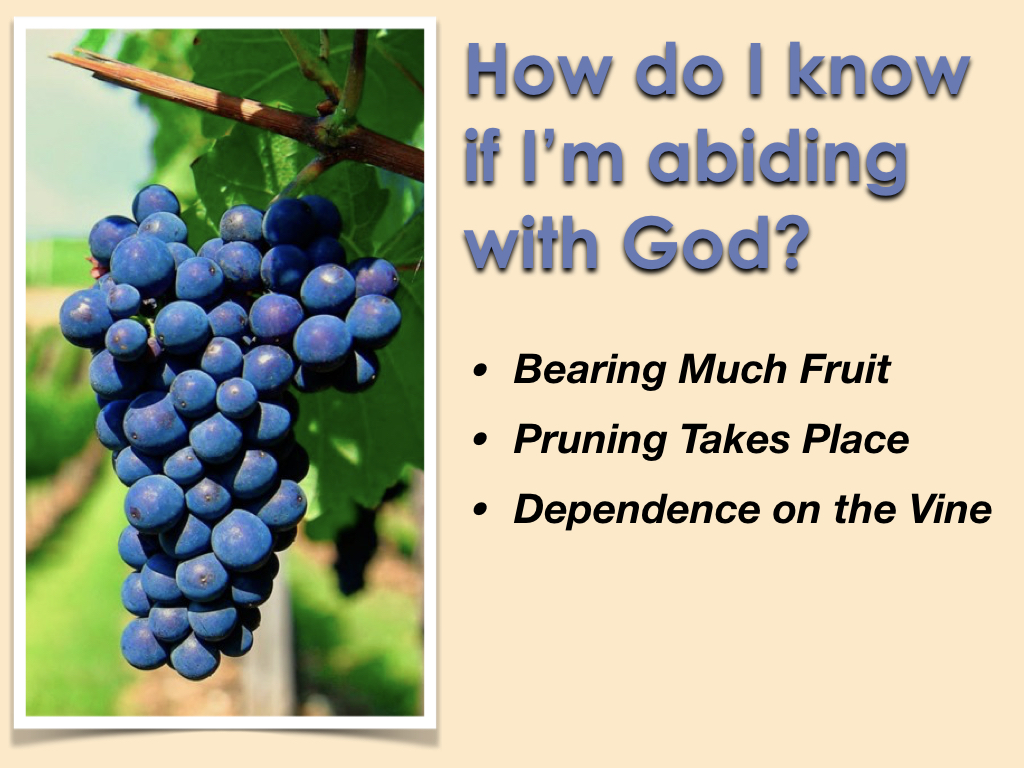 How do I know
if I’m abiding
with God?
• Bearing Much Fruit
• Pruning Takes Place
• Dependence on the Vine